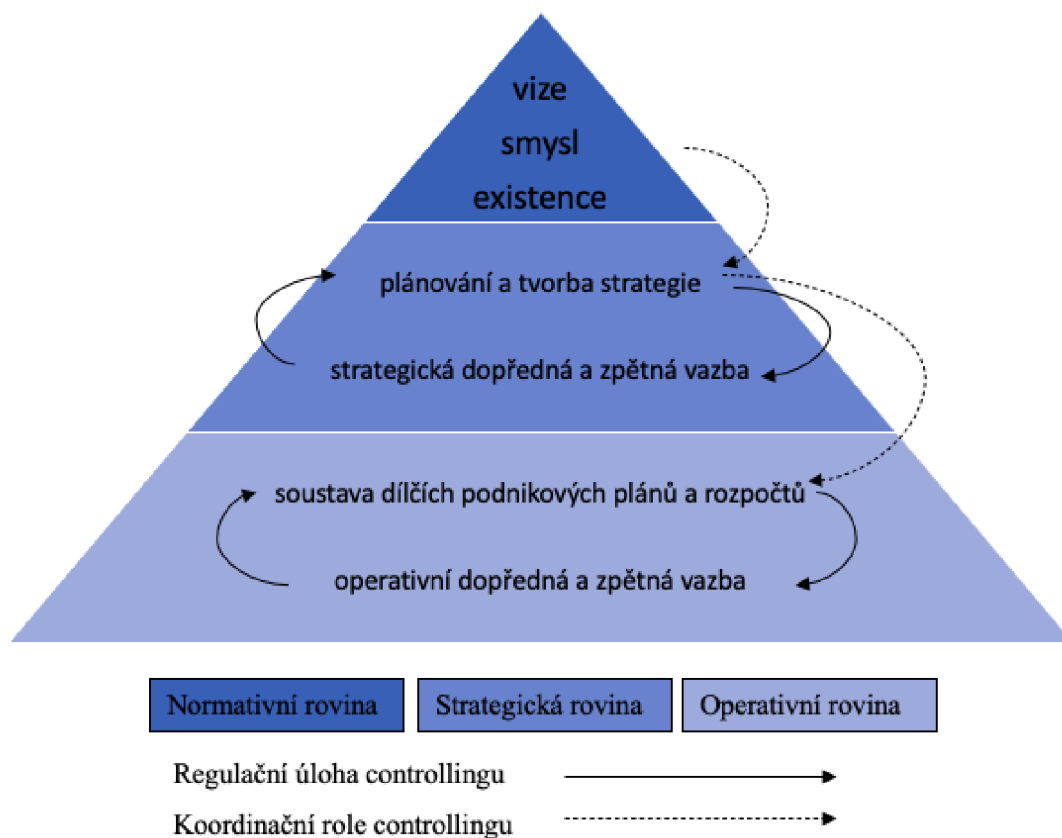 vize
smysl
existence
plánování a tvorba strategie
strategická dopředná a zpětná vazba
soustava dílčích podnikových plánů a rozpočtů
operativní dopředná a zpětná vazba
Normativní rovina
Strategická rovina
Operativní rovina
Regulační úloha controllingu
Koordinační role controllingu